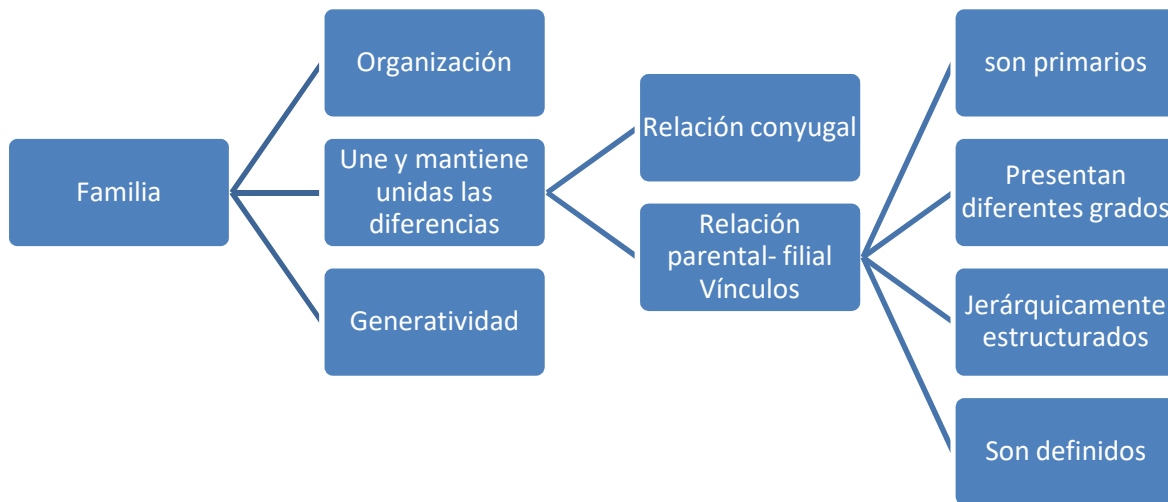 Familia
Organización
Une y mantiene
unidas las
diferencias
Generatividad
Relación conyugal
Relación
parental- filial
Vínculos
son primarios
Presentan
diferentes grados
Jerárquicamente
estructurados
Son definidos